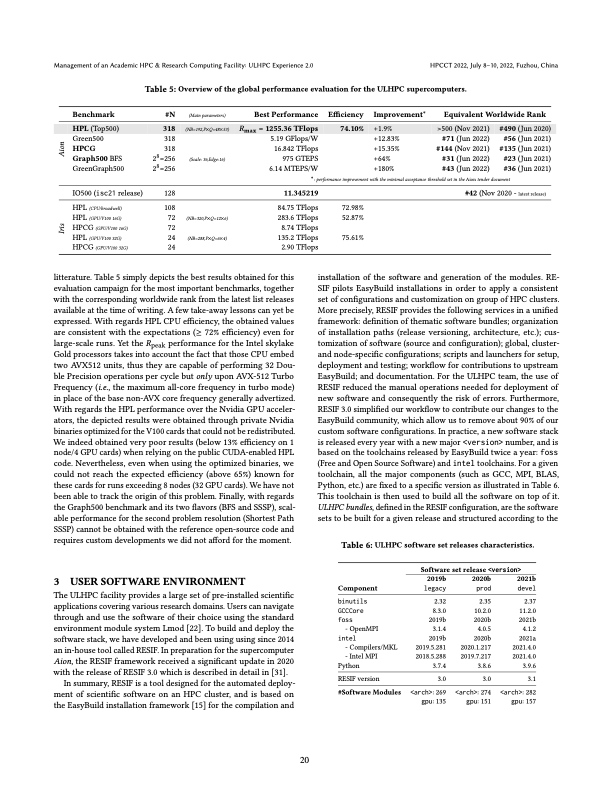 Management of an Academic HPC & Research Computing Facility: ULHPC Experience 2.0
HPCCT 2022, July 8–10, 2022, Fuzhou, China
Table 5: Overview of the global performance evaluation for the ULHPC supercomputers.
Benchmark #N (Main parameters) Best Performance Efficiency Improvement* Equivalent Worldwide Rank
Aion
HPL (Top500) 318 Rmax = 1255.36 TFlops 74.10% +1.9% >500 (Nov 2021) #490 (Jun 2020)
Green500 318 5.19 GFlops/W +12.83% #71 (Jun 2022) #56 (Jun 2021)
HPCG 318 16.842 TFlops +15.35% #144 (Nov 2021) #135 (Jun 2021)
Graph500 BFS 2⁸=256 (Scale: 36,Edge:16) 975 GTEPS +64% #31 (Jun 2022) #23 (Jun 2021)
GreenGraph500 2⁸=256 6.14 MTEPS/W +180% #43 (Jun 2022) #36 (Jun 2021)
*: performance improvement with the minimal acceptance threshold set in the Aion tender document
IO500 (isc21 release) 128 11.345219 #42 (Nov 2020 - latest release)
Iris
HPL (CPU/broadwell) 108 84.75 TFlops 72.98%
HPL (GPU/V100 16G) 72 283.6 TFlops 52.87%
HPCG (GPU/V100 16G) 72 8.74 TFlops
HPL (GPU/V100 32G) 24 135.2 TFlops 75.61%
HPCG (GPU/V100 32G) 24 2.90 TFlops
litterature. Table 5 simply depicts the best results obtained for this
evaluation campaign for the most important benchmarks, together
with the corresponding worldwide rank from the latest list releases
available at the time of writing. A few take-away lessons can yet be
expressed. With regards HPL CPU efficiency, the obtained values
are consistent with the expectations (≥ 72% efficiency) even for
large-scale runs. Yet the Rpeak performance for the Intel skylake
Gold processors takes into account the fact that those CPU embed
two AVX512 units, thus they are capable of performing 32 Dou-
ble Precision operations per cycle but only upon AVX-512 Turbo
Frequency (i.e., the maximum all-core frequency in turbo mode)
in place of the base non-AVX core frequency generally advertized.
With regards the HPL performance over the Nvidia GPU acceler-
ators, the depicted results were obtained through private Nvidia
binaries optimized for the V100 cards that could not be redistributed.
We indeed obtained very poor results (below 13% efficiency on 1
node/4 GPU cards) when relying on the public CUDA-enabled HPL
code. Nevertheless, even when using the optimized binaries, we
could not reach the expected efficiency (above 65%) known for
these cards for runs exceeding 8 nodes (32 GPU cards). We have not
been able to track the origin of this problem. Finally, with regards
the Graph500 benchmark and its two flavors (BFS and SSSP), scal-
able performance for the second problem resolution (Shortest Path
SSSP) cannot be obtained with the reference open-source code and
requires custom developments we did not afford for the moment.
3 USER SOFTWARE ENVIRONMENT
The ULHPC facility provides a large set of pre-installed scientific
applications covering various research domains. Users can navigate
through and use the software of their choice using the standard
environment module system Lmod [22]. To build and deploy the
software stack, we have developed and been using using since 2014
an in-house tool called RESIF. In preparation for the supercomputer
Aion, the RESIF framework received a significant update in 2020
with the release of RESIF 3.0 which is described in detail in [31].
In summary, RESIF is a tool designed for the automated deploy-
ment of scientific software on an HPC cluster, and is based on
the EasyBuild installation framework [15] for the compilation and
installation of the software and generation of the modules. RE-
SIF pilots EasyBuild installations in order to apply a consistent
set of configurations and customization on group of HPC clusters.
More precisely, RESIF provides the following services in a unified
framework: definition of thematic software bundles; organization
of installation paths (release versioning, architecture, etc.); cus-
tomization of software (source and configuration); global, cluster-
and node-specific configurations; scripts and launchers for setup,
deployment and testing; workflow for contributions to upstream
EasyBuild; and documentation. For the ULHPC team, the use of
RESIF reduced the manual operations needed for deployment of
new software and consequently the risk of errors. Furthermore,
RESIF 3.0 simplified our workflow to contribute our changes to the
EasyBuild community, which allow us to remove about 90% of our
custom software configurations. In practice, a new software stack
is released every year with a new major <version> number, and is
based on the toolchains released by EasyBuild twice a year: foss
(Free and Open Source Software) and intel toolchains. For a given
toolchain, all the major components (such as GCC, MPI, BLAS,
Python, etc.) are fixed to a specific version as illustrated in Table 6.
This toolchain is then used to build all the software on top of it.
ULHPC bundles, defined in the RESIF configuration, are the software
sets to be built for a given release and structured according to the
Table 6: ULHPC software set releases characteristics.
Software set release <version>
2019b 2020b 2021b
Component legacy prod devel
binutils 2.32 2.35 2.37
GCCCore 8.3.0 10.2.0 11.2.0
foss 2019b 2020b 2021b
- OpenMPI 3.1.4 4.0.5 4.1.2
intel 2019b 2020b 2021a
- Compilers/MKL 2019.5.281 2020.1.217 2021.4.0
- Intel MPI 2018.5.288 2019.7.217 2021.4.0
Python 3.7.4 3.8.6 3.9.6
RESIF version 3.0 3.0 3.1
#Software Modules <arch>: 269 <arch>: 274 <arch>: 282
gpu: 135 gpu: 151 gpu: 157
20